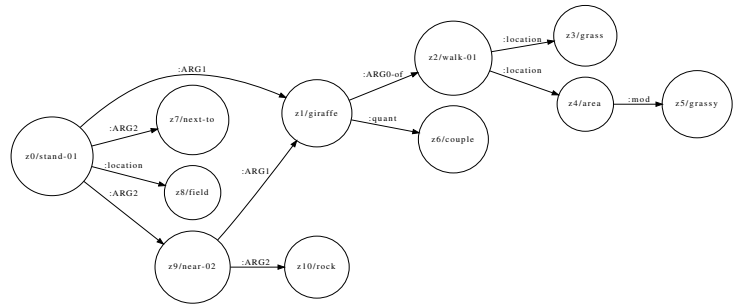 z0/stand-01
:ARG1
:ARG2
:location
:ARG2
z7/next-to
z8/field
z9/near-02
:ARG1
:ARG2
z1/giraffe
z10/rock
:ARG0-of
:quant
z2/walk-01
z6/couple
:location
:location
z3/grass
z4/area
:mod
z5/grassy